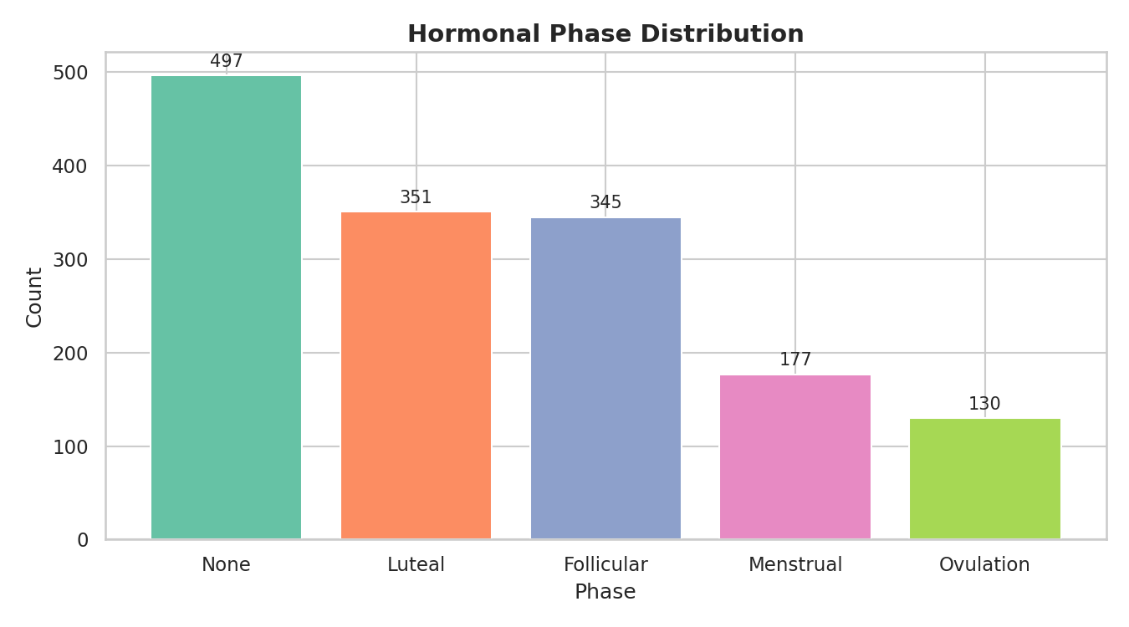 Hormonal Phase Distribution
497
500
400
351
345
300
200
177
130
100
0
Count
None Luteal Follicular Menstrual Ovulation
Phase